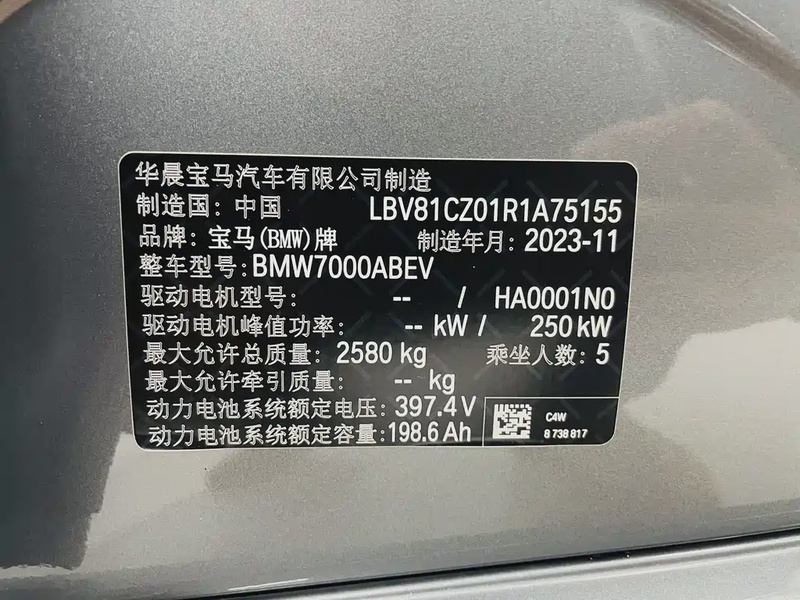 华晨宝马汽车有限公司制造
制造国: 中国 LBV81CZ01R1A75155
品牌: 宝马(BMW)牌 制造年月: 2023-11
整车型号: BMW7000ABEV
驱动电机型号: -- / HA0001N0
驱动电机峰值功率: -- kW / 250 kW
最大允许总质量: 2580 kg 乘坐人数: 5
最大允许牵引质量: -- kg
动力电池系统额定电压: 397.4 V
动力电池系统额定容量: 198.6 Ah
C4W
8 738 817